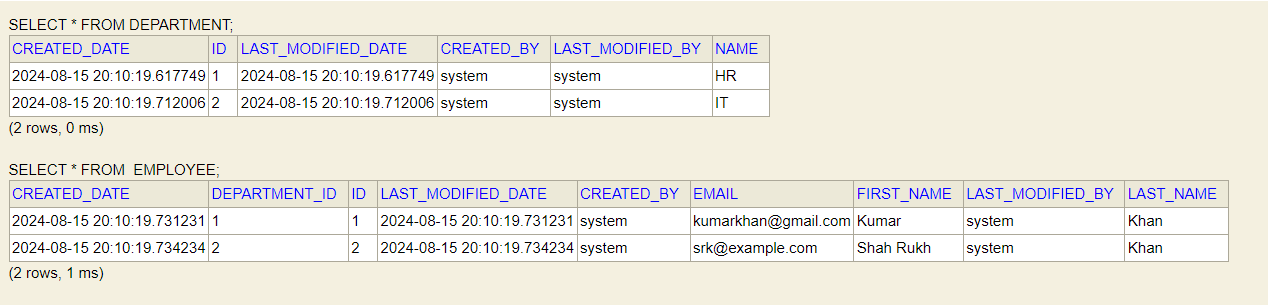 SELECT * FROM DEPARTMENT;
CREATED_DATE ID LAST_MODIFIED_DATE CREATED_BY LAST_MODIFIED_BY NAME
2024-08-15 20:10:19.617749 1 2024-08-15 20:10:19.617749 system system HR
2024-08-15 20:10:19.712006 2 2024-08-15 20:10:19.712006 system system IT
(2 rows, 0 ms)
SELECT * FROM  EMPLOYEE;
CREATED_DATE DEPARTMENT_ID ID LAST_MODIFIED_DATE CREATED_BY EMAIL FIRST_NAME LAST_MODIFIED_BY LAST_NAME
2024-08-15 20:10:19.731231 1 1 2024-08-15 20:10:19.731231 system kumarkhan@gmail.com Kumar system Khan
2024-08-15 20:10:19.734234 2 2 2024-08-15 20:10:19.734234 system srk@example.com Shah Rukh system Khan
(2 rows, 1 ms)